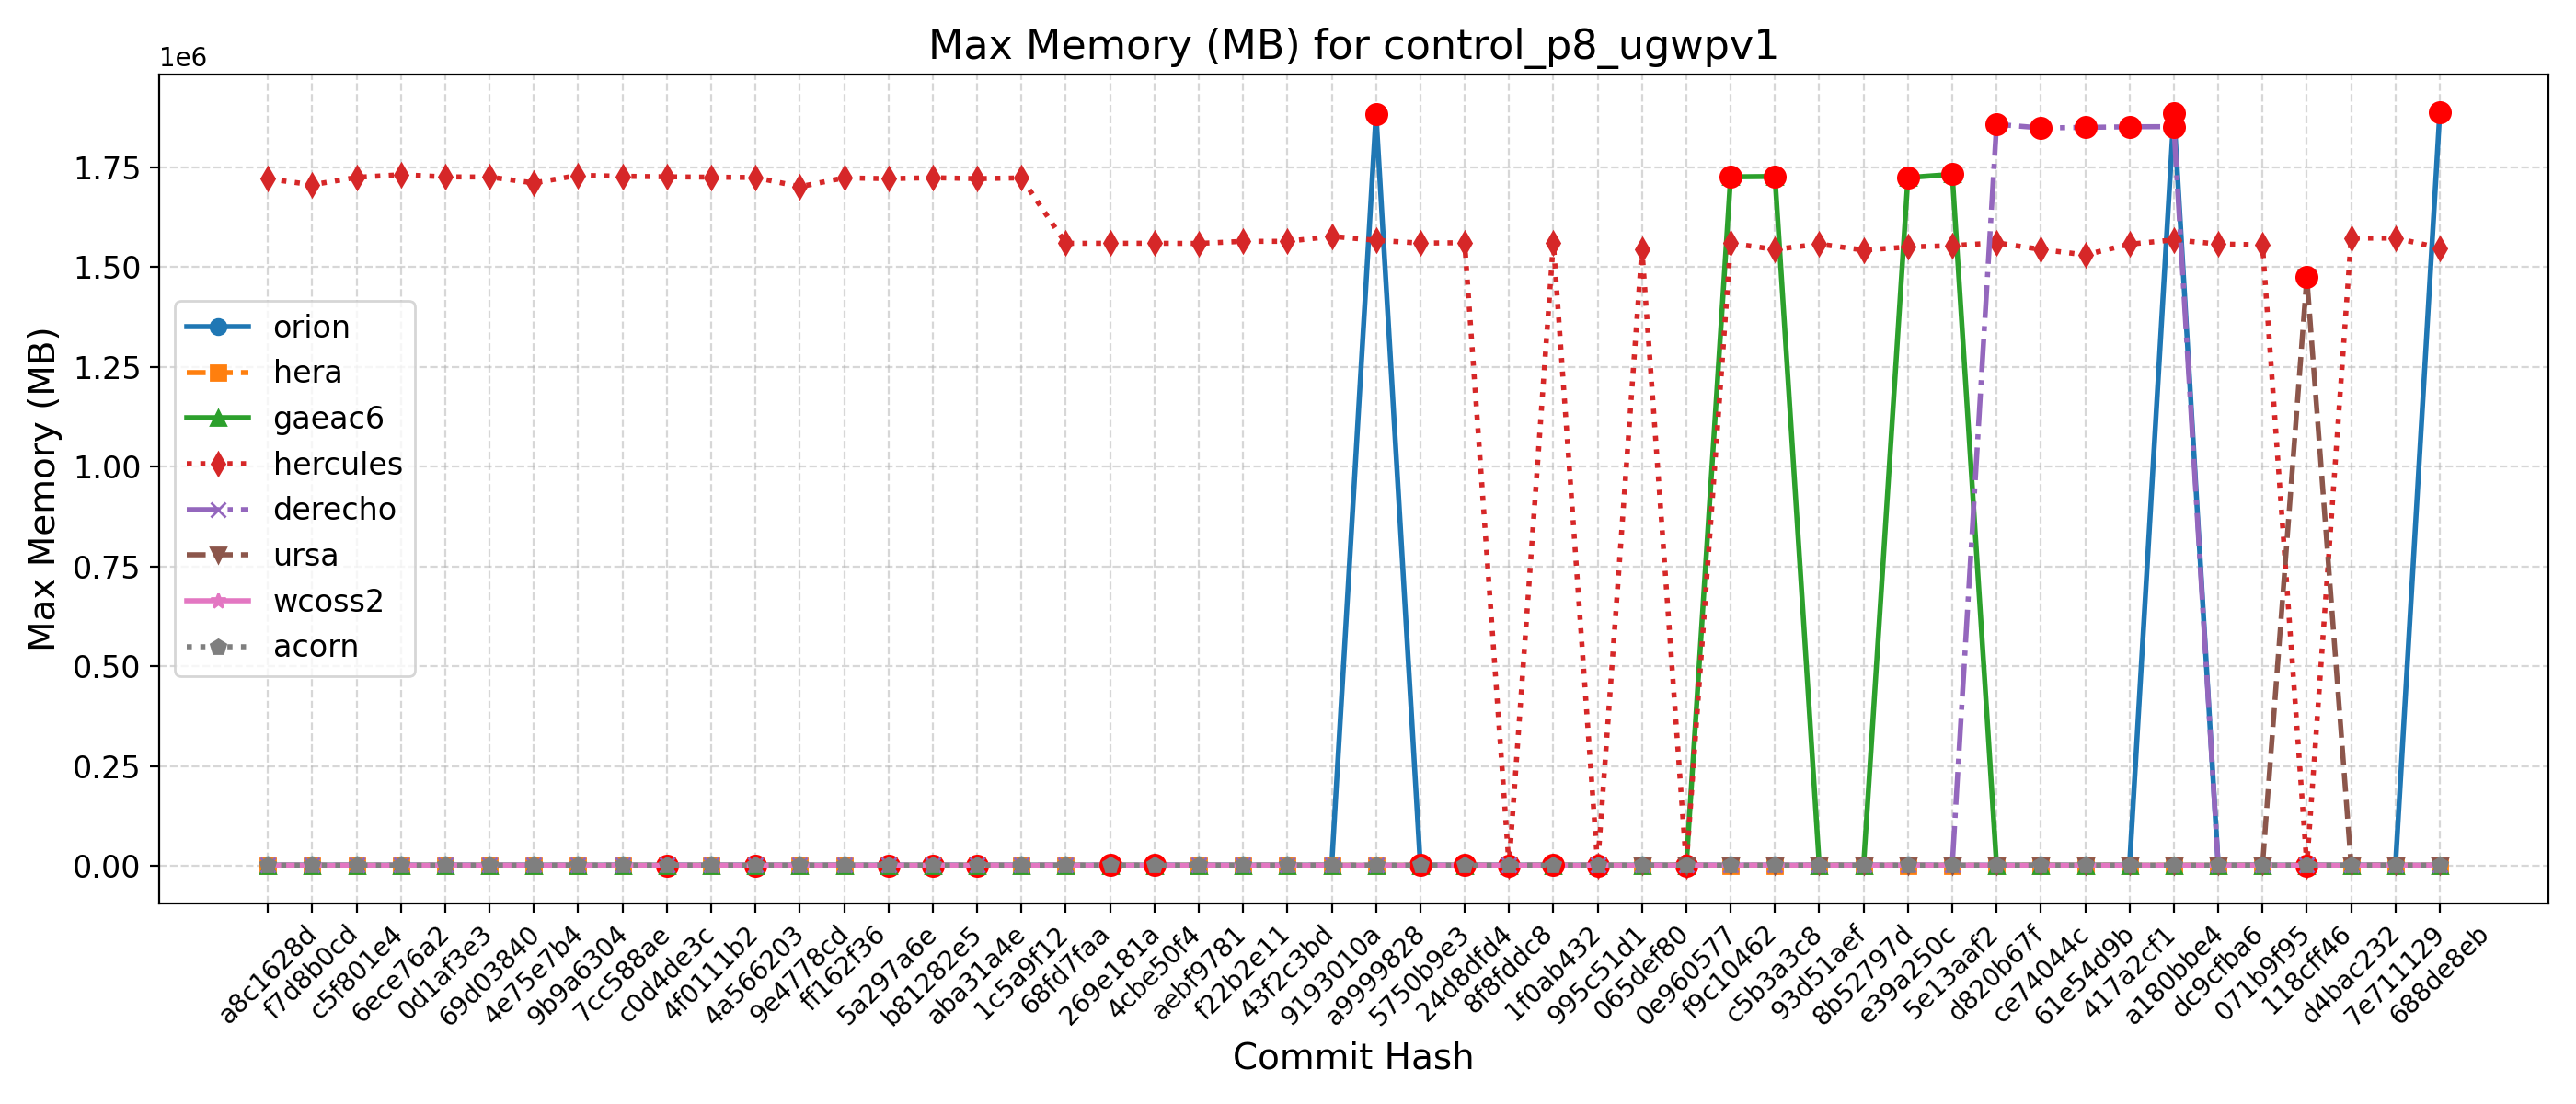 Max Memory (MB) for control_p8_ugwpv1
1e6
1.75
1.50
1.25
1.00
0.75
0.50
0.25
0.00
Max Memory (MB)
orion
hera
gaeac6
hercules
derecho
ursa
wcoss2
acorn
a8c1628d
f7d8b0cd
c5f801e4
6ece76a2
0d1af3e3
69d03840
4e75e7b4
9b9a6304
7cc588ae
c0d4de3c
4f0111b2
4a566203
9e4778cd
ff162f36
5a297a6e
b81282e5
aba31a4e
1c5a9f12
68fd7faa
269e181a
4cbe50f4
aebf9781
f22b2e11
43f2c3bd
9193010a
a9999828
5750b9e3
24d8dfd4
8f8fddc8
1f0ab432
995c51d1
065def80
0e960577
f9c10462
c5b3a3c8
93d51aef
8b52797d
e39a250c
5e13aaf2
d820b67f
ce74044c
61e54d9b
417a2cf1
a180bbe4
dc9cfba6
071b9f95
118cff46
d4bac232
7e711129
688de8eb
Commit Hash